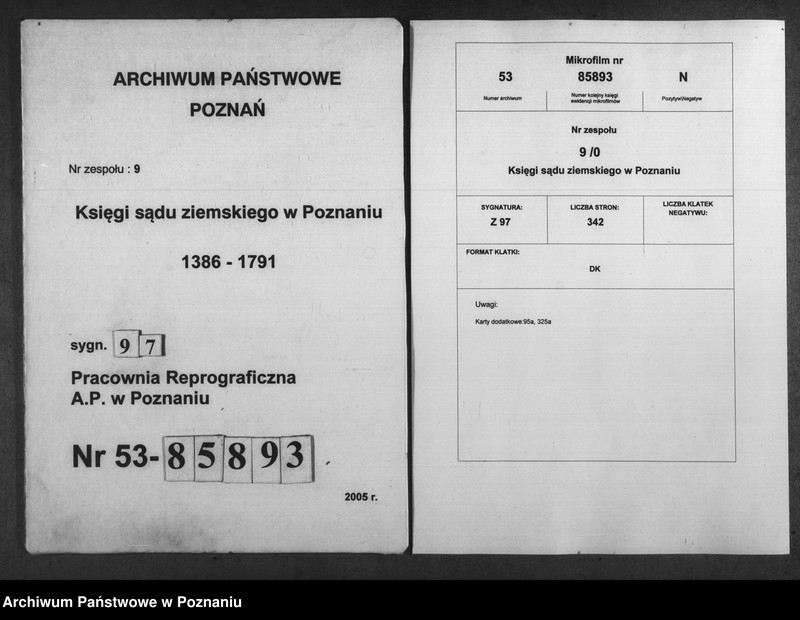 ARCHIWUM PAŃSTWOWE
POZNAŃ
Nr zespołu : 9
Księgi sądu ziemskiego w Poznaniu
1386 - 1791
sygn. 97
Pracownia Reprograficzna
A.P. w Poznaniu
Nr 53-85893
2005 r.
Mikrofilm nr
53 85893 N
Numer archiwum
Numer kolejny księgi
ewidencji mikrofilmów
Pozytyw\Negatyw
Nr zespołu
9 /0
Księgi sądu ziemskiego w Poznaniu
SYGNATURA:
Z 97
LICZBA STRON:
342
LICZBA KLATEK
NEGATYWU:
FORMAT KLATKI:
DK
Uwagi:
Karty dodatkowe:95a, 325a
Archiwum Państwowe w Poznaniu